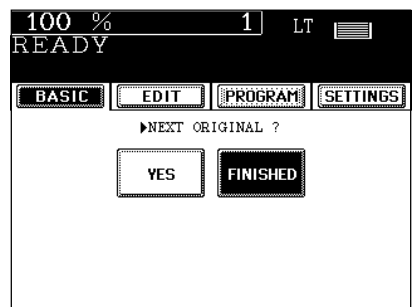 100 % 1 LT
READY
BASIC EDIT PROGRAM SETTINGS
▶NEXT ORIGINAL ?
YES FINISHED